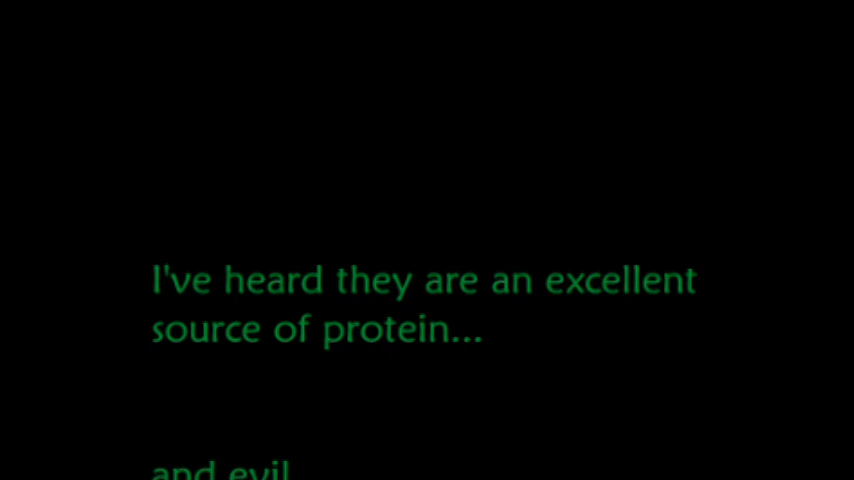 I've heard they are an excellent
source of protein...
and evil